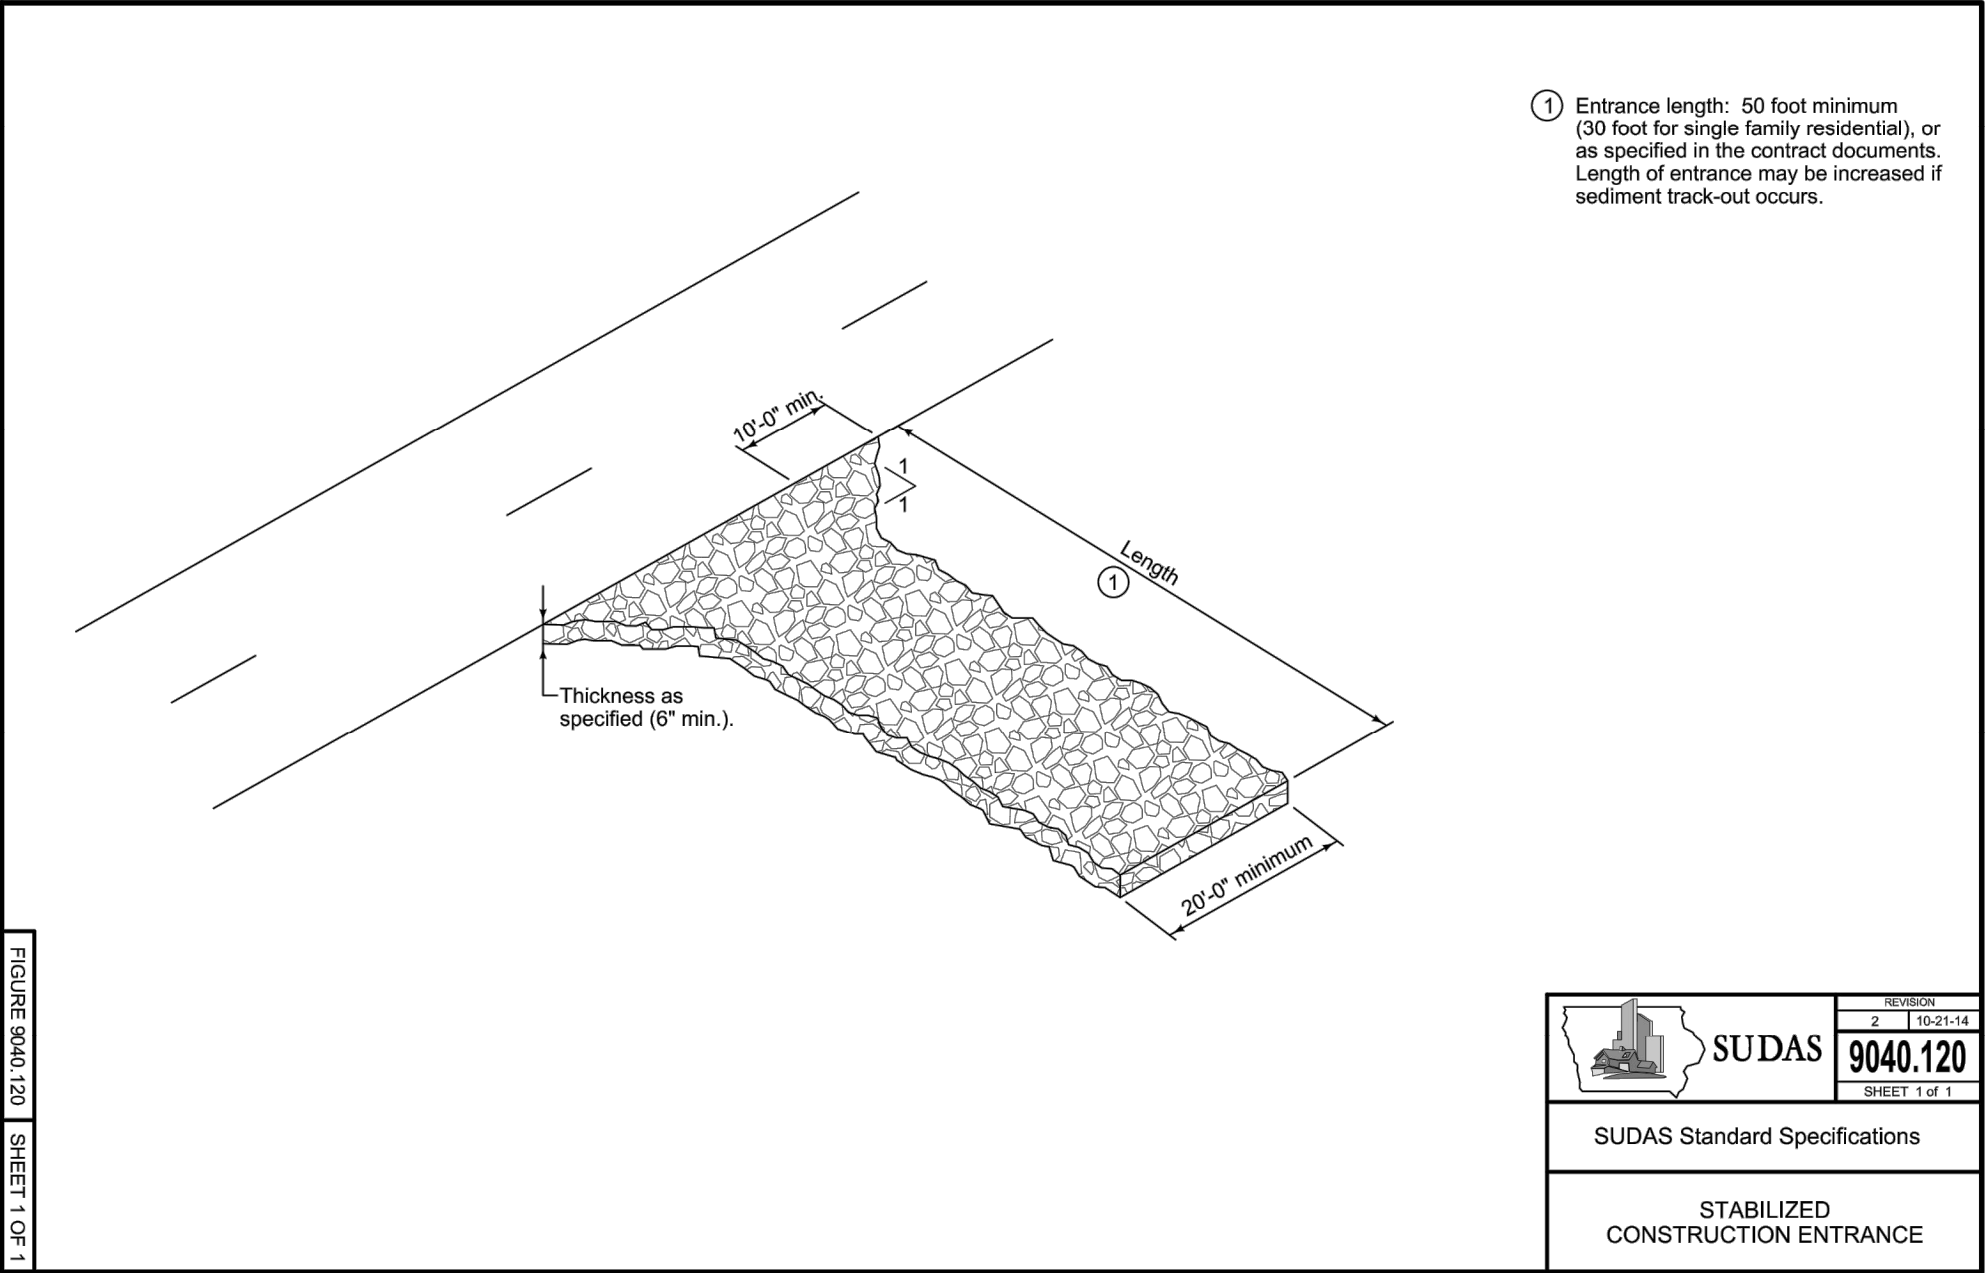 1 Entrance length: 50 foot minimum
(30 foot for single family residential), or
as specified in the contract documents.
Length of entrance may be increased if
sediment track-out occurs.
10'-0" min.
1
1
Length
1
Thickness as
specified (6" min.).
20'-0" minimum
FIGURE 9040.120
SHEET 1 OF 1
SUDAS
REVISION
2 10-21-14
9040.120
SHEET 1 of 1
SUDAS Standard Specifications
STABILIZED
CONSTRUCTION ENTRANCE